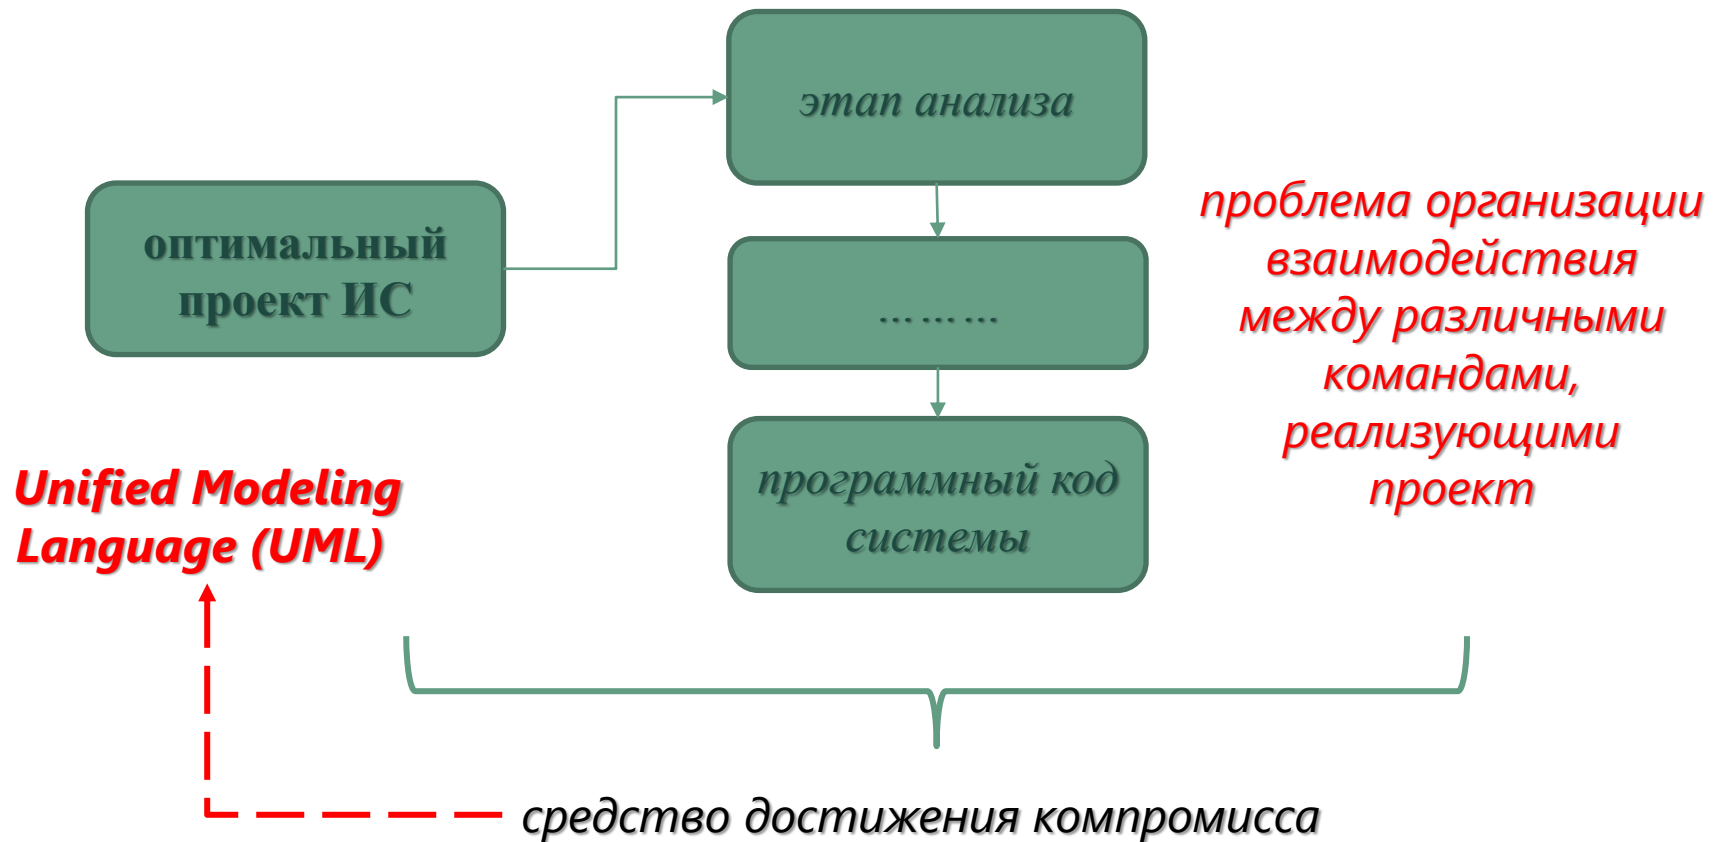 этап анализа
оптимальный
проект ИС
………
программный код
системы
проблема организации
взаимодействия
между различными
командами,
реализующими
проект
Unified Modeling
Language (UML)
средство достижения компромисса